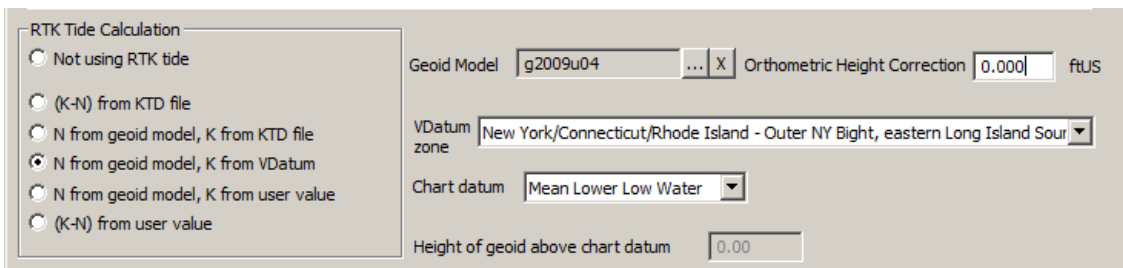 RTK Tide Calculation
Not using RTK tide
(K-N) from KTD file
N from geoid model, K from KTD file
N from geoid model, K from VDatum
N from geoid model, K from user value
(K-N) from user value
Geoid Model g2009u04 ... X Orthometric Height Correction 0.000 ftUS
VDatum zone New York/Connecticut/Rhode Island - Outer NY Bight, eastern Long Island Sour
Chart datum Mean Lower Low Water
Height of geoid above chart datum 0.00